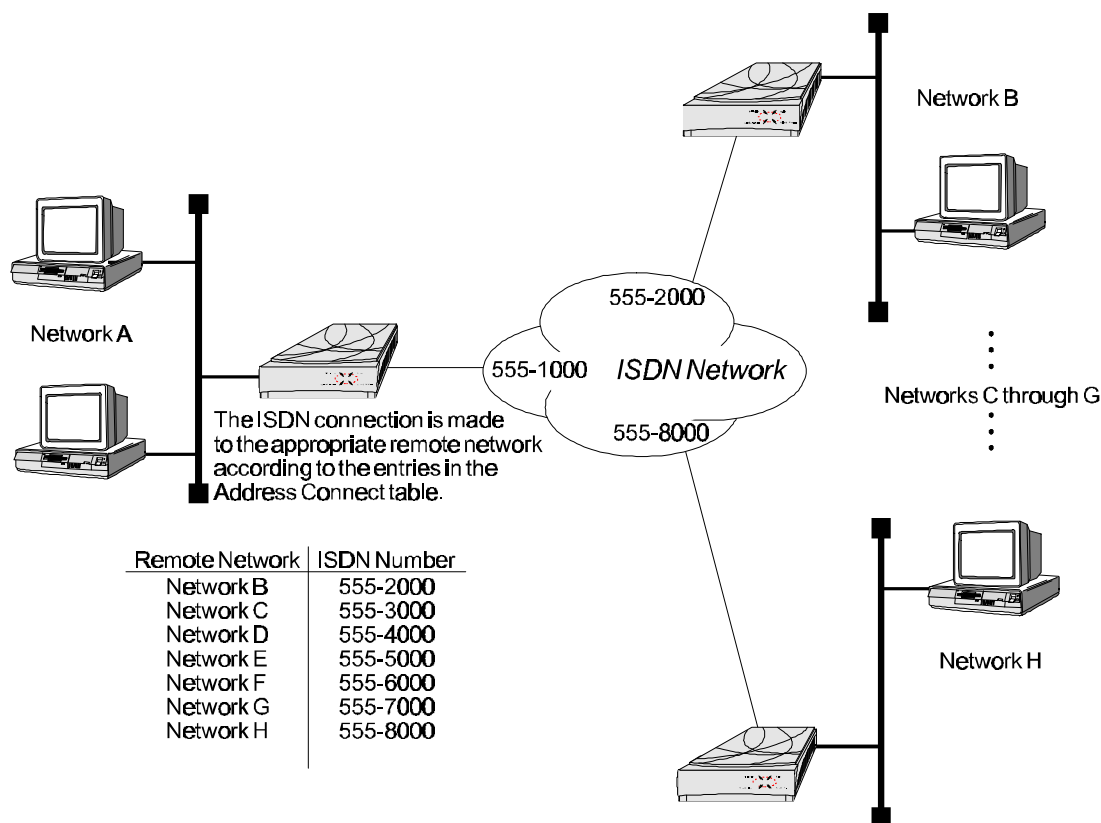 Network B
Network A
555-2000
555-1000
ISDN Network
555-8000
Networks C through G
The ISDN connection is made
to the appropriate remote network
according to the entries in the
Address Connect table.
Remote Network ISDN Number
Network B 555-2000
Network C 555-3000
Network D 555-4000
Network E 555-5000
Network F 555-6000
Network G 555-7000
Network H 555-8000
Network H